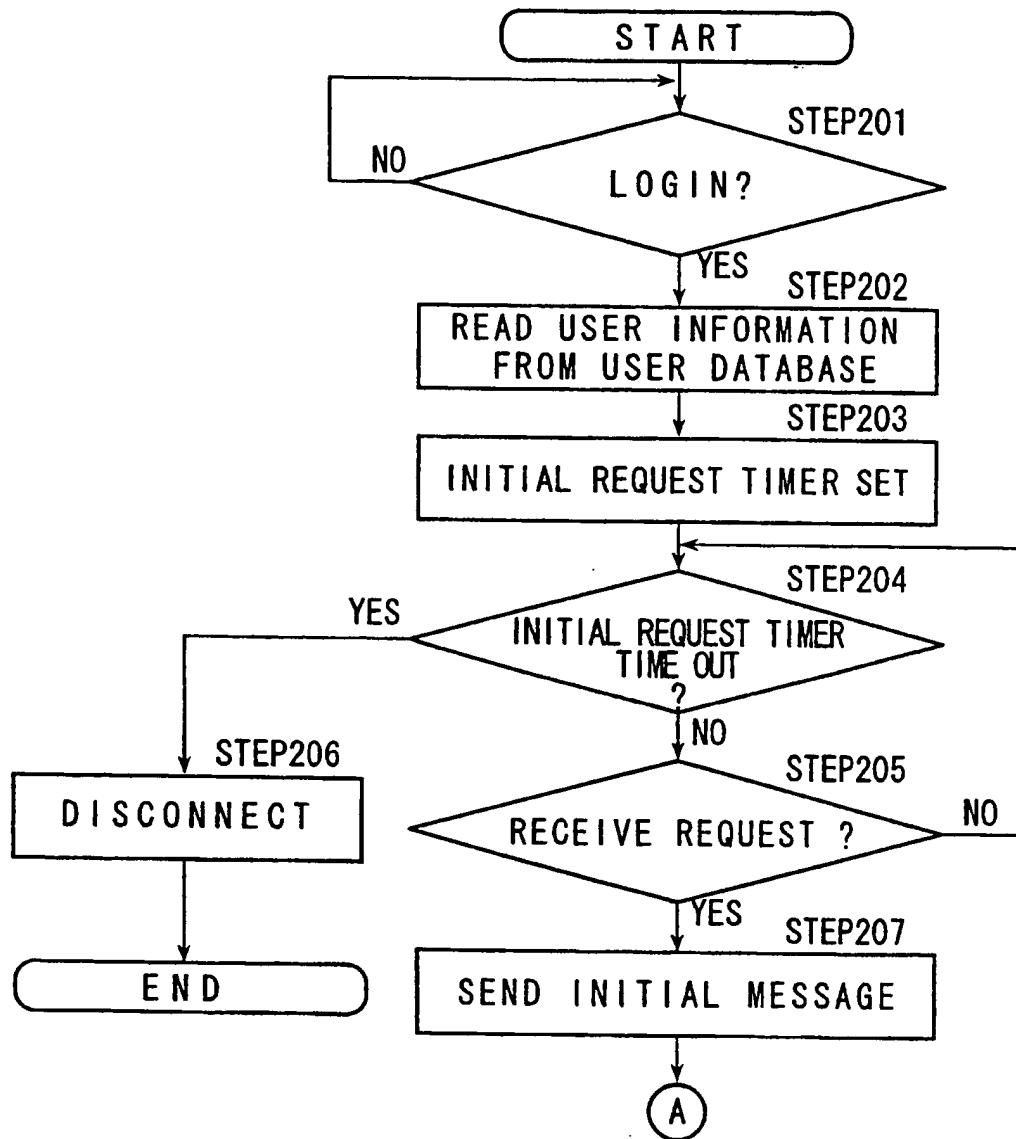 START
STEP201
NO
LOGIN?
YES
STEP202
READ USER INFORMATION
FROM USER DATABASE
STEP203
INITIAL REQUEST TIMER SET
STEP204
YES
INITIAL REQUEST TIMER
TIME OUT
?
NO
STEP206
STEP205
DISCONNECT
RECEIVE REQUEST ?
NO
YES
STEP207
END
SEND INITIAL MESSAGE
A